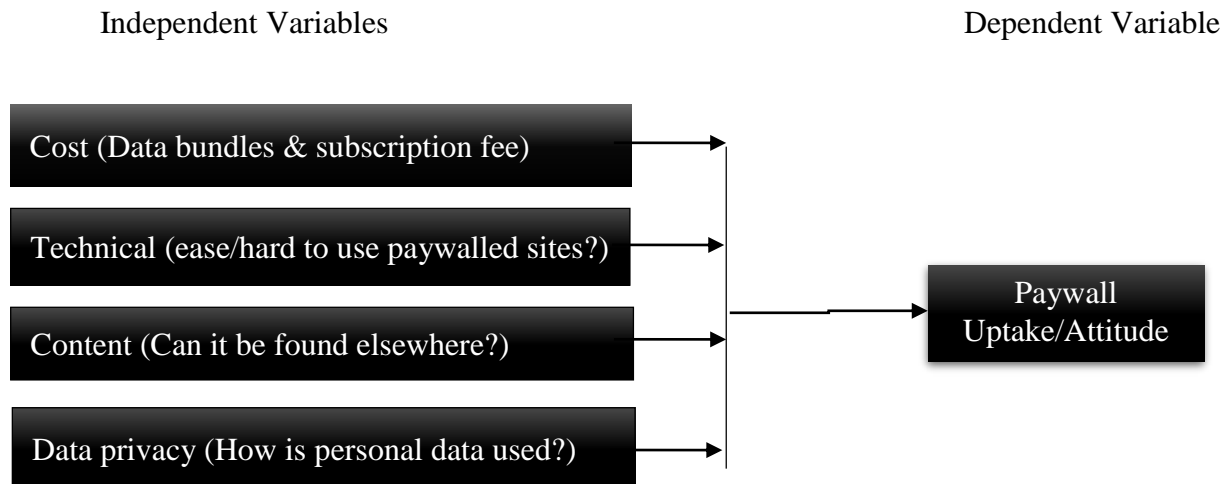 Independent Variables
Dependent Variable
Cost (Data bundles & subscription fee)
Technical (ease/hard to use paywalled sites?)
Content (Can it be found elsewhere?)
Data privacy (How is personal data used?)
Paywall
Uptake/Attitude